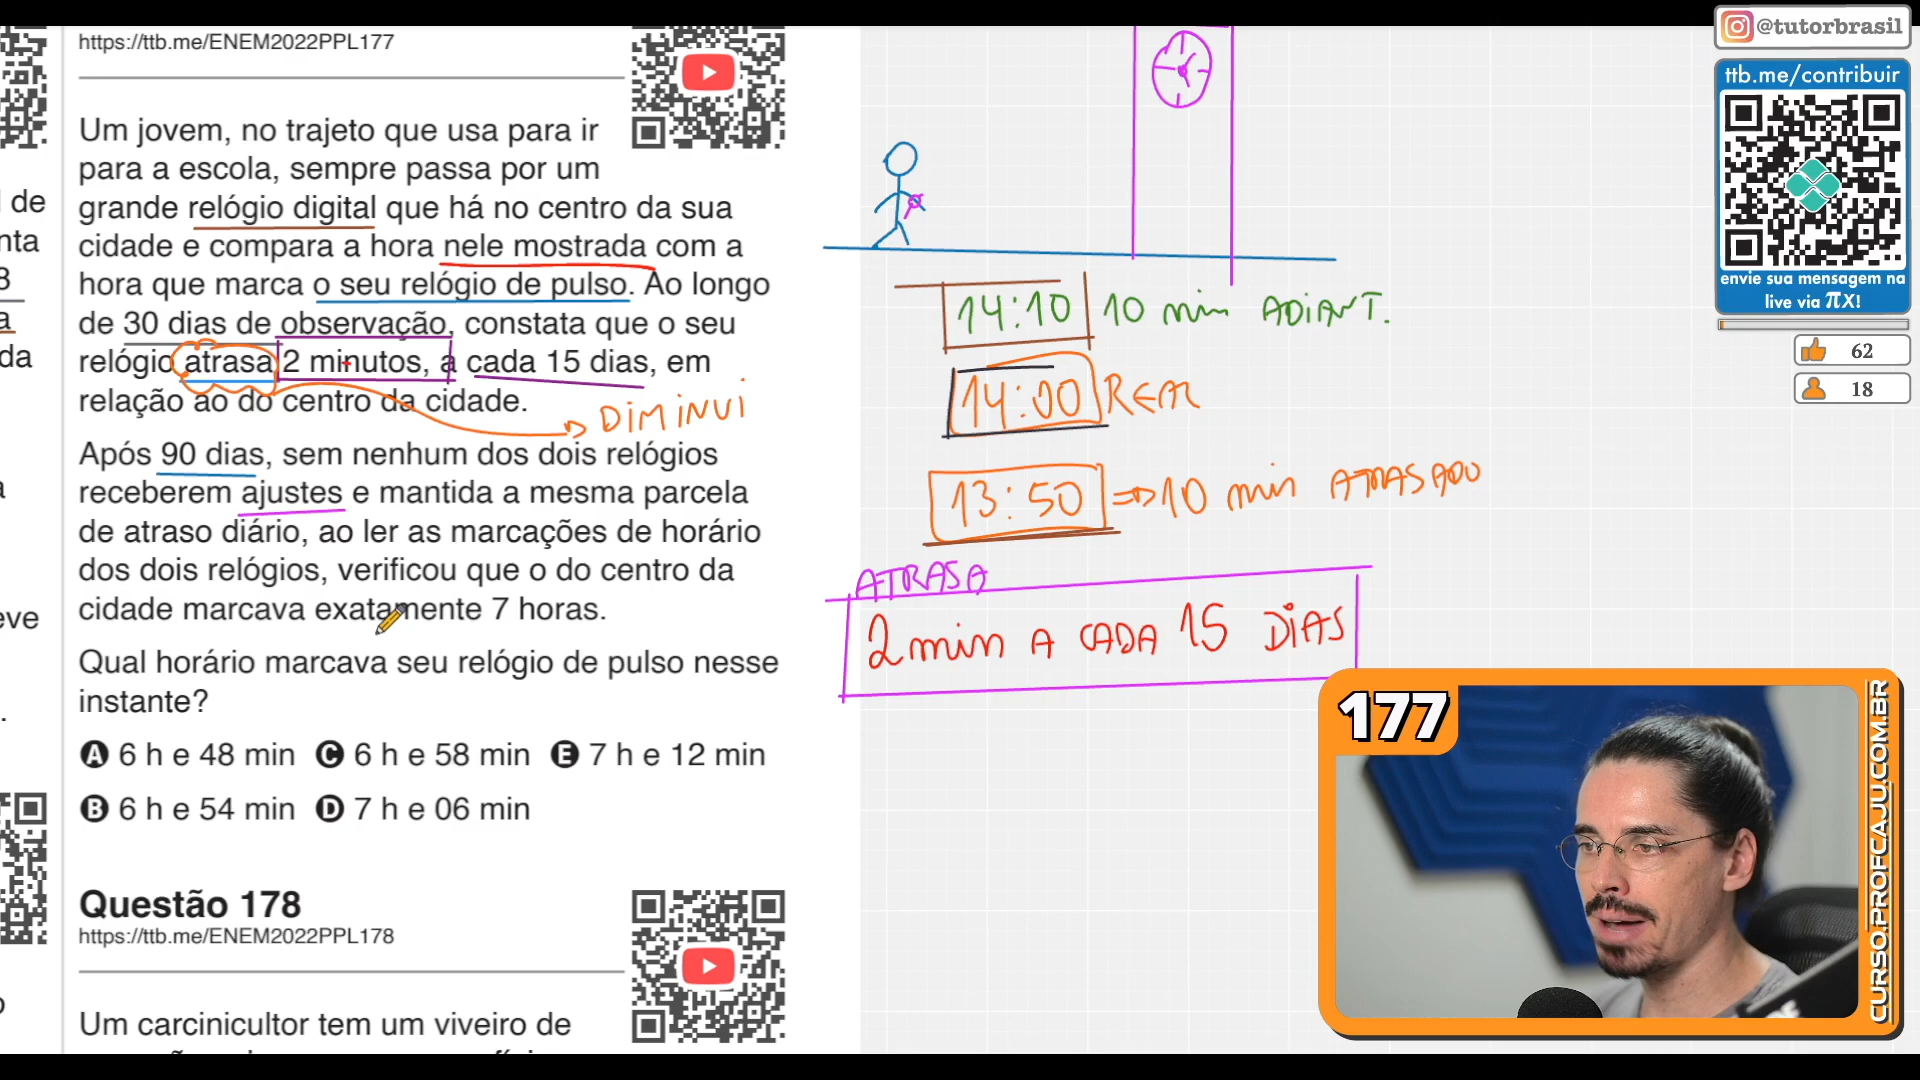 https://ttb.me/ENEM2022PPL177
Um jovem, no trajeto que usa para ir
para a escola, sempre passa por um
grande relógio digital que há no centro da sua
cidade e compara a hora nele mostrada com a
hora que marca o seu relógio de pulso. Ao longo
de 30 dias de observação, constata que o seu
relógio atrasa 2 minutos, a cada 15 dias, em
relação ao do centro da cidade.
DIMINUI
Após 90 dias, sem nenhum dos dois relógios
receberem ajustes e mantida a mesma parcela
de atraso diário, ao ler as marcações de horário
dos dois relógios, verificou que o do centro da
cidade marcava exatamente 7 horas.
Qual horário marcava seu relógio de pulso nesse
instante?
A 6 h e 48 min C 6 h e 58 min E 7 h e 12 min
B 6 h e 54 min D 7 h e 06 min
Questão 178
https://ttb.me/ENEM2022PPL178
Um carcinicultor tem um viveiro de
l de
nta
8
a
da
eve
14:10 10 min ADIANT.
14:00 REAL
13:50 => 10 min ATRASADO
ATRASA
2 min A CADA 15 DIAS
@tutorbrasil
ttb.me/contribuir
envie sua mensagem na
live via πX!
62
18
177
CURSO.PROFCAJU.COM.BR